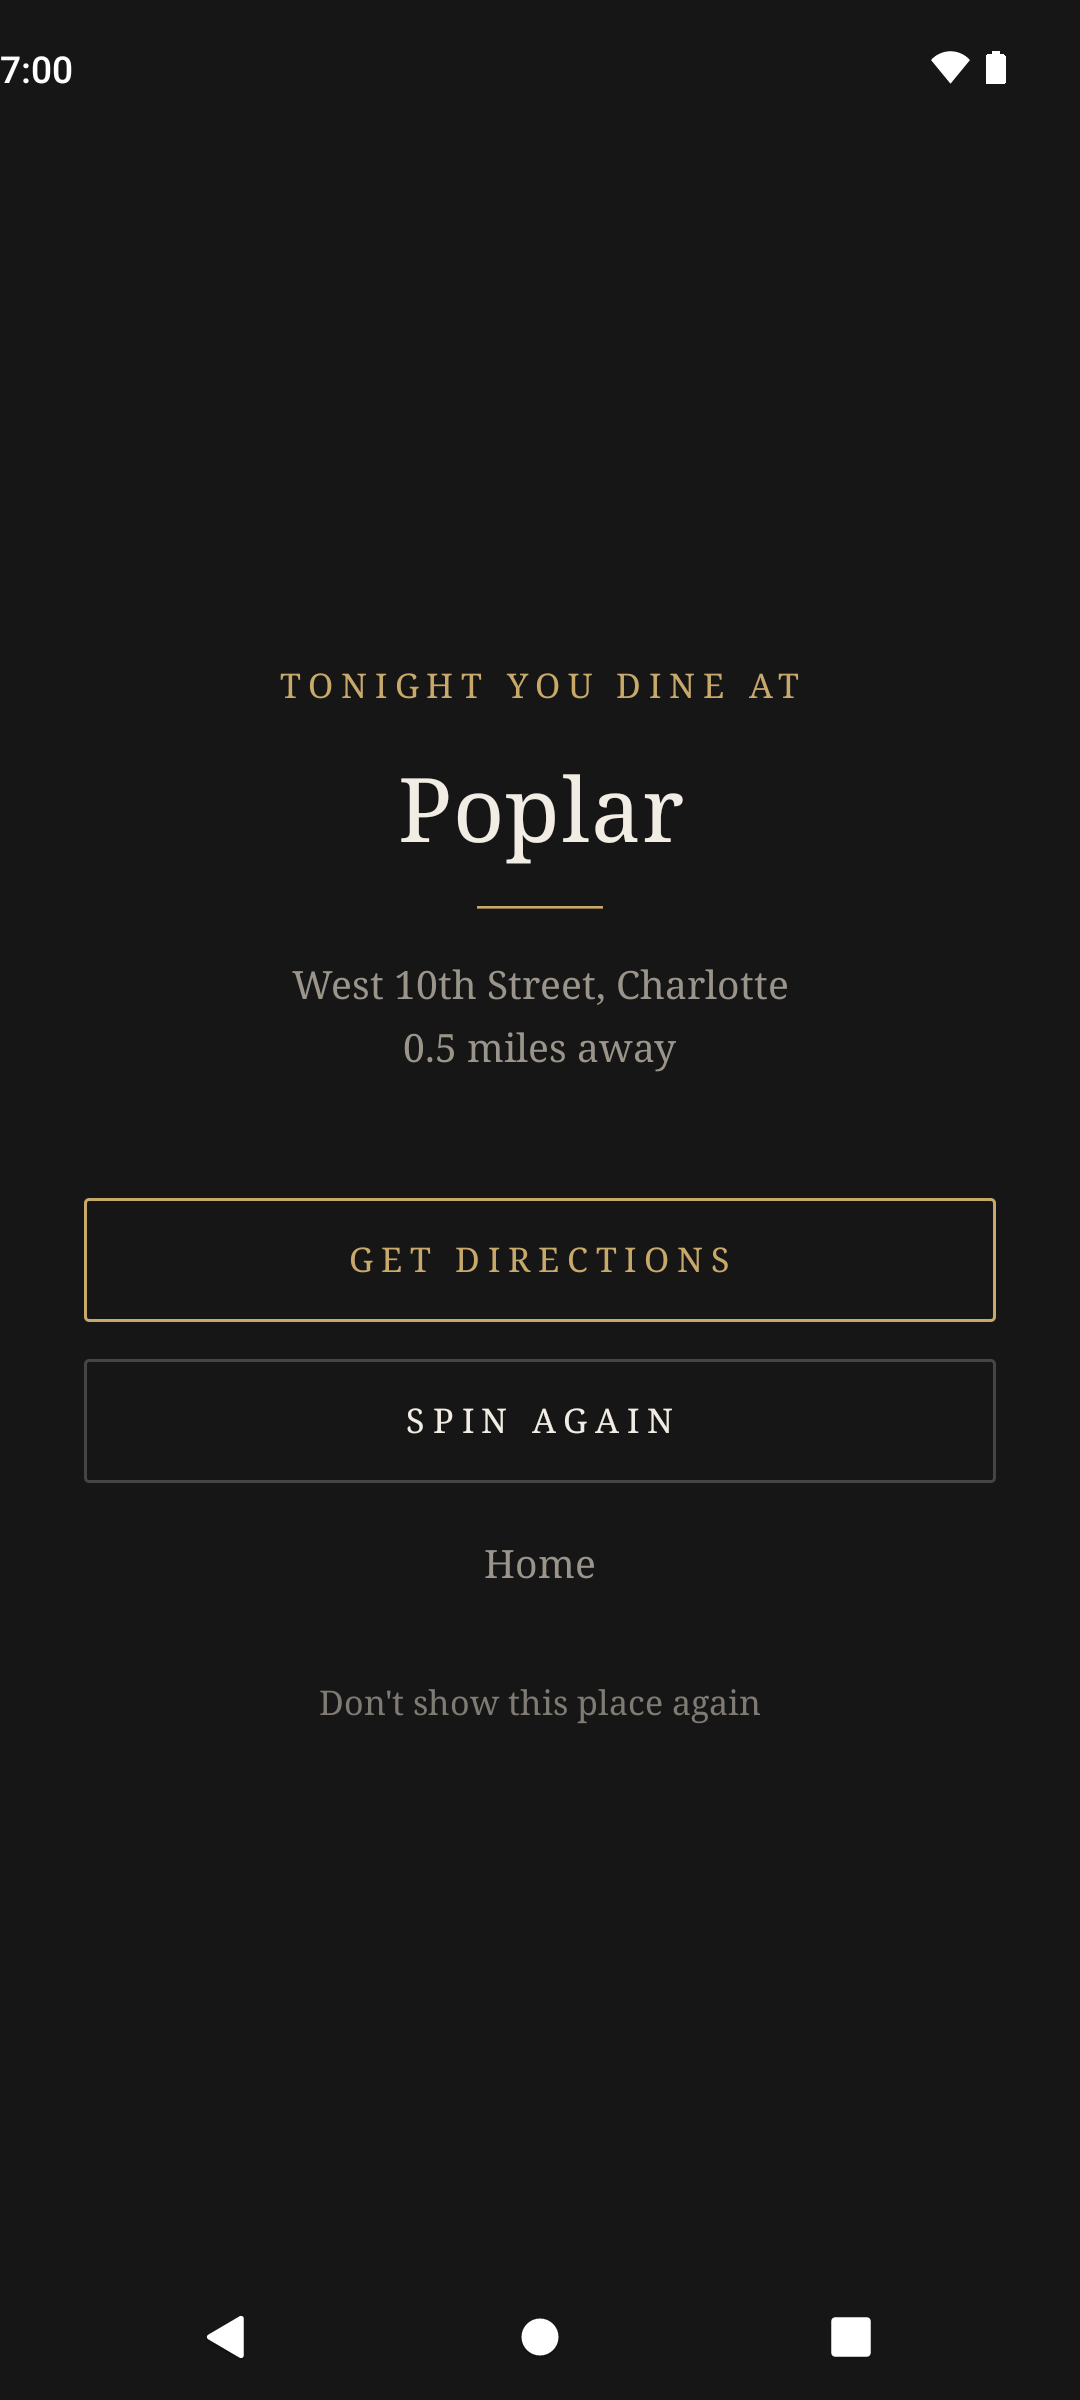 7:00
TONIGHT YOU DINE AT
Poplar
West 10th Street, Charlotte
0.5 miles away
GET DIRECTIONS
SPIN AGAIN
Home
Don't show this place again